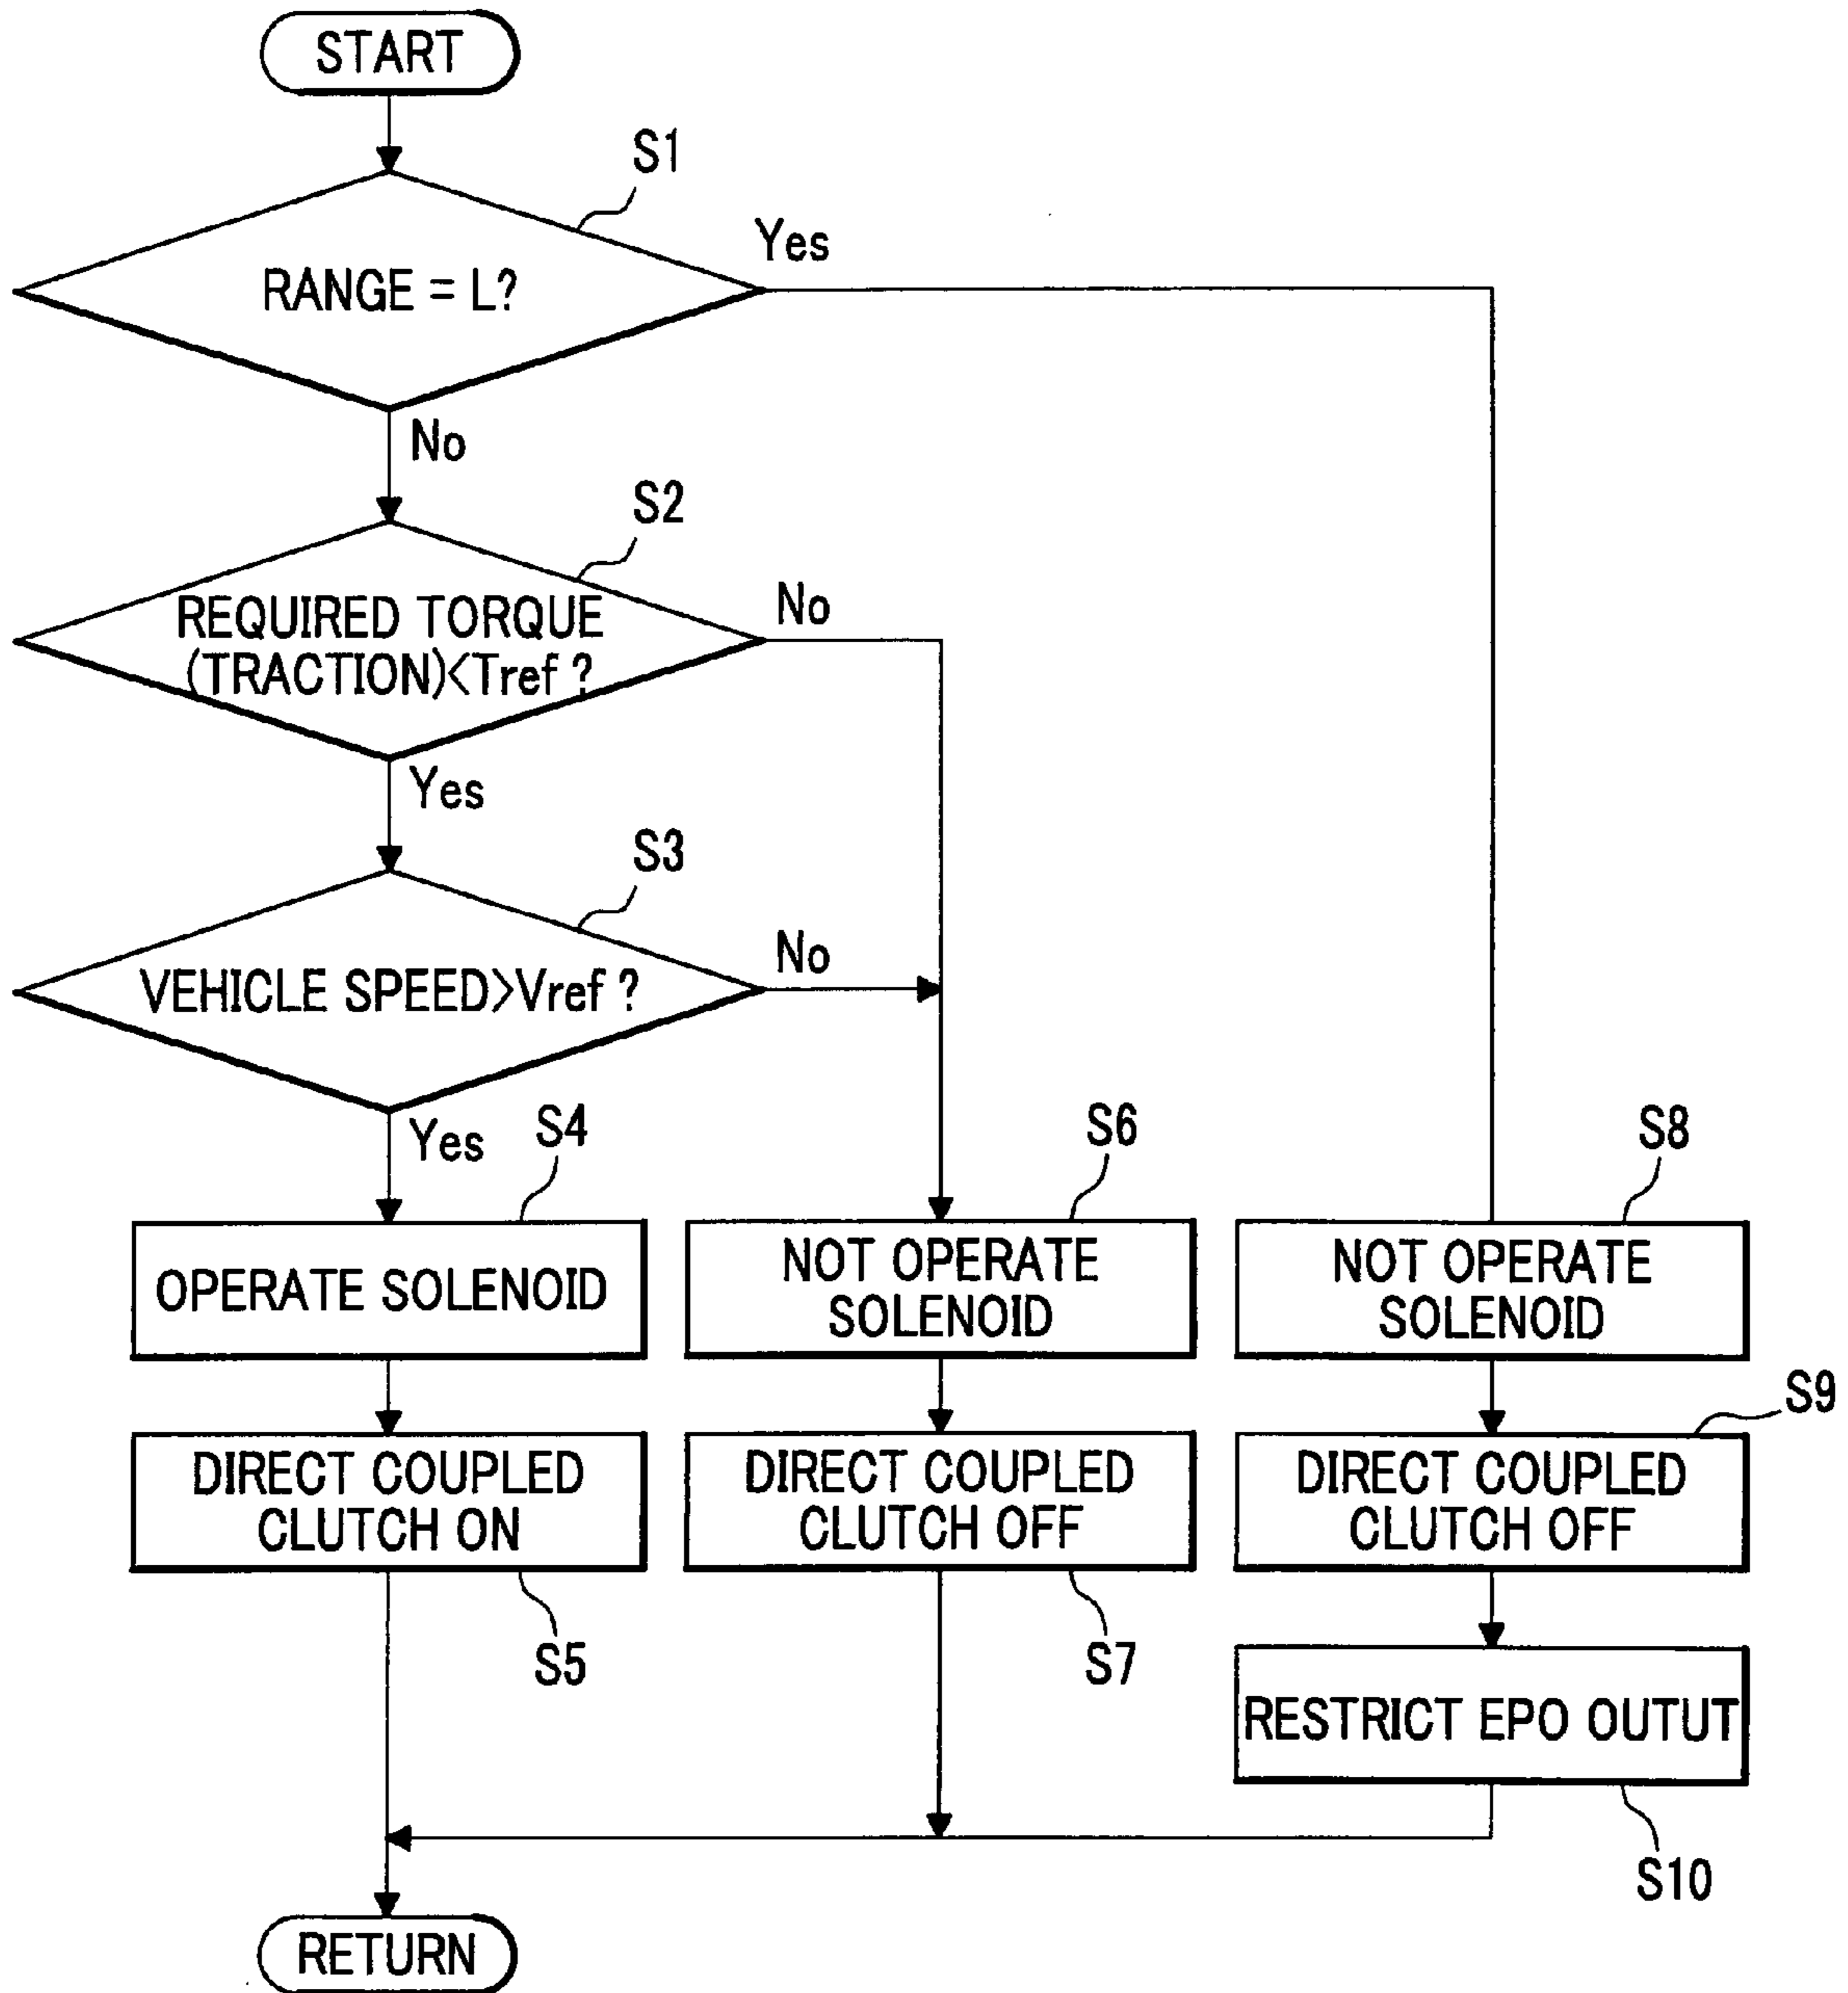 START
S1
Yes
RANGE = L?
No
S2
No
REQUIRED TORQUE
(TRACTION)<Tref ?
Yes
S3
No
VEHICLE SPEED>Vref ?
Yes
S4
S6
S8
OPERATE SOLENOID
NOT OPERATE
SOLENOID
NOT OPERATE
SOLENOID
S9
DIRECT COUPLED
CLUTCH ON
DIRECT COUPLED
CLUTCH OFF
DIRECT COUPLED
CLUTCH OFF
S5
S7
RESTRICT EPO OUTUT
S10
RETURN